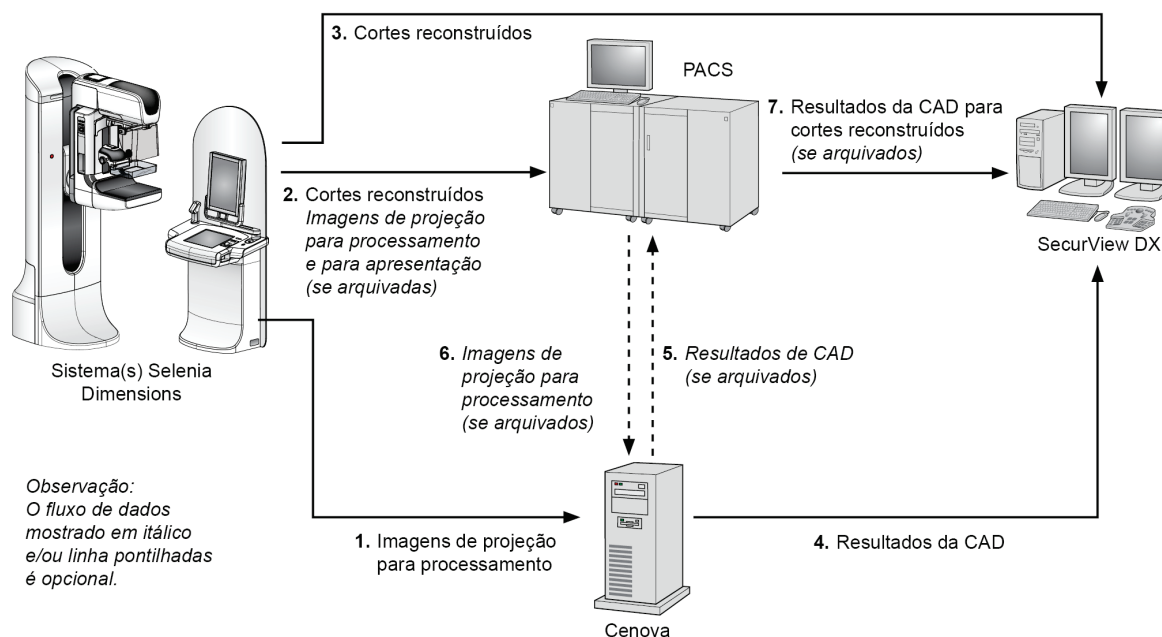 3. Cortes reconstruídos
PACS
7. Resultados da CAD para
cortes reconstruídos
(se arquivados)
2. Cortes reconstruídos
Imagens de projeção
para processamento
e para apresentação
(se arquivadas)
SecurView DX
Sistema(s) Selenia
Dimensions
6. Imagens de
projeção para
processamento
(se arquivados)
5. Resultados de CAD
(se arquivados)
Observação:
O fluxo de dados
mostrado em itálico
e/ou linha pontilhadas
é opcional.
1. Imagens de projeção
para processamento
4. Resultados da CAD
Cenova